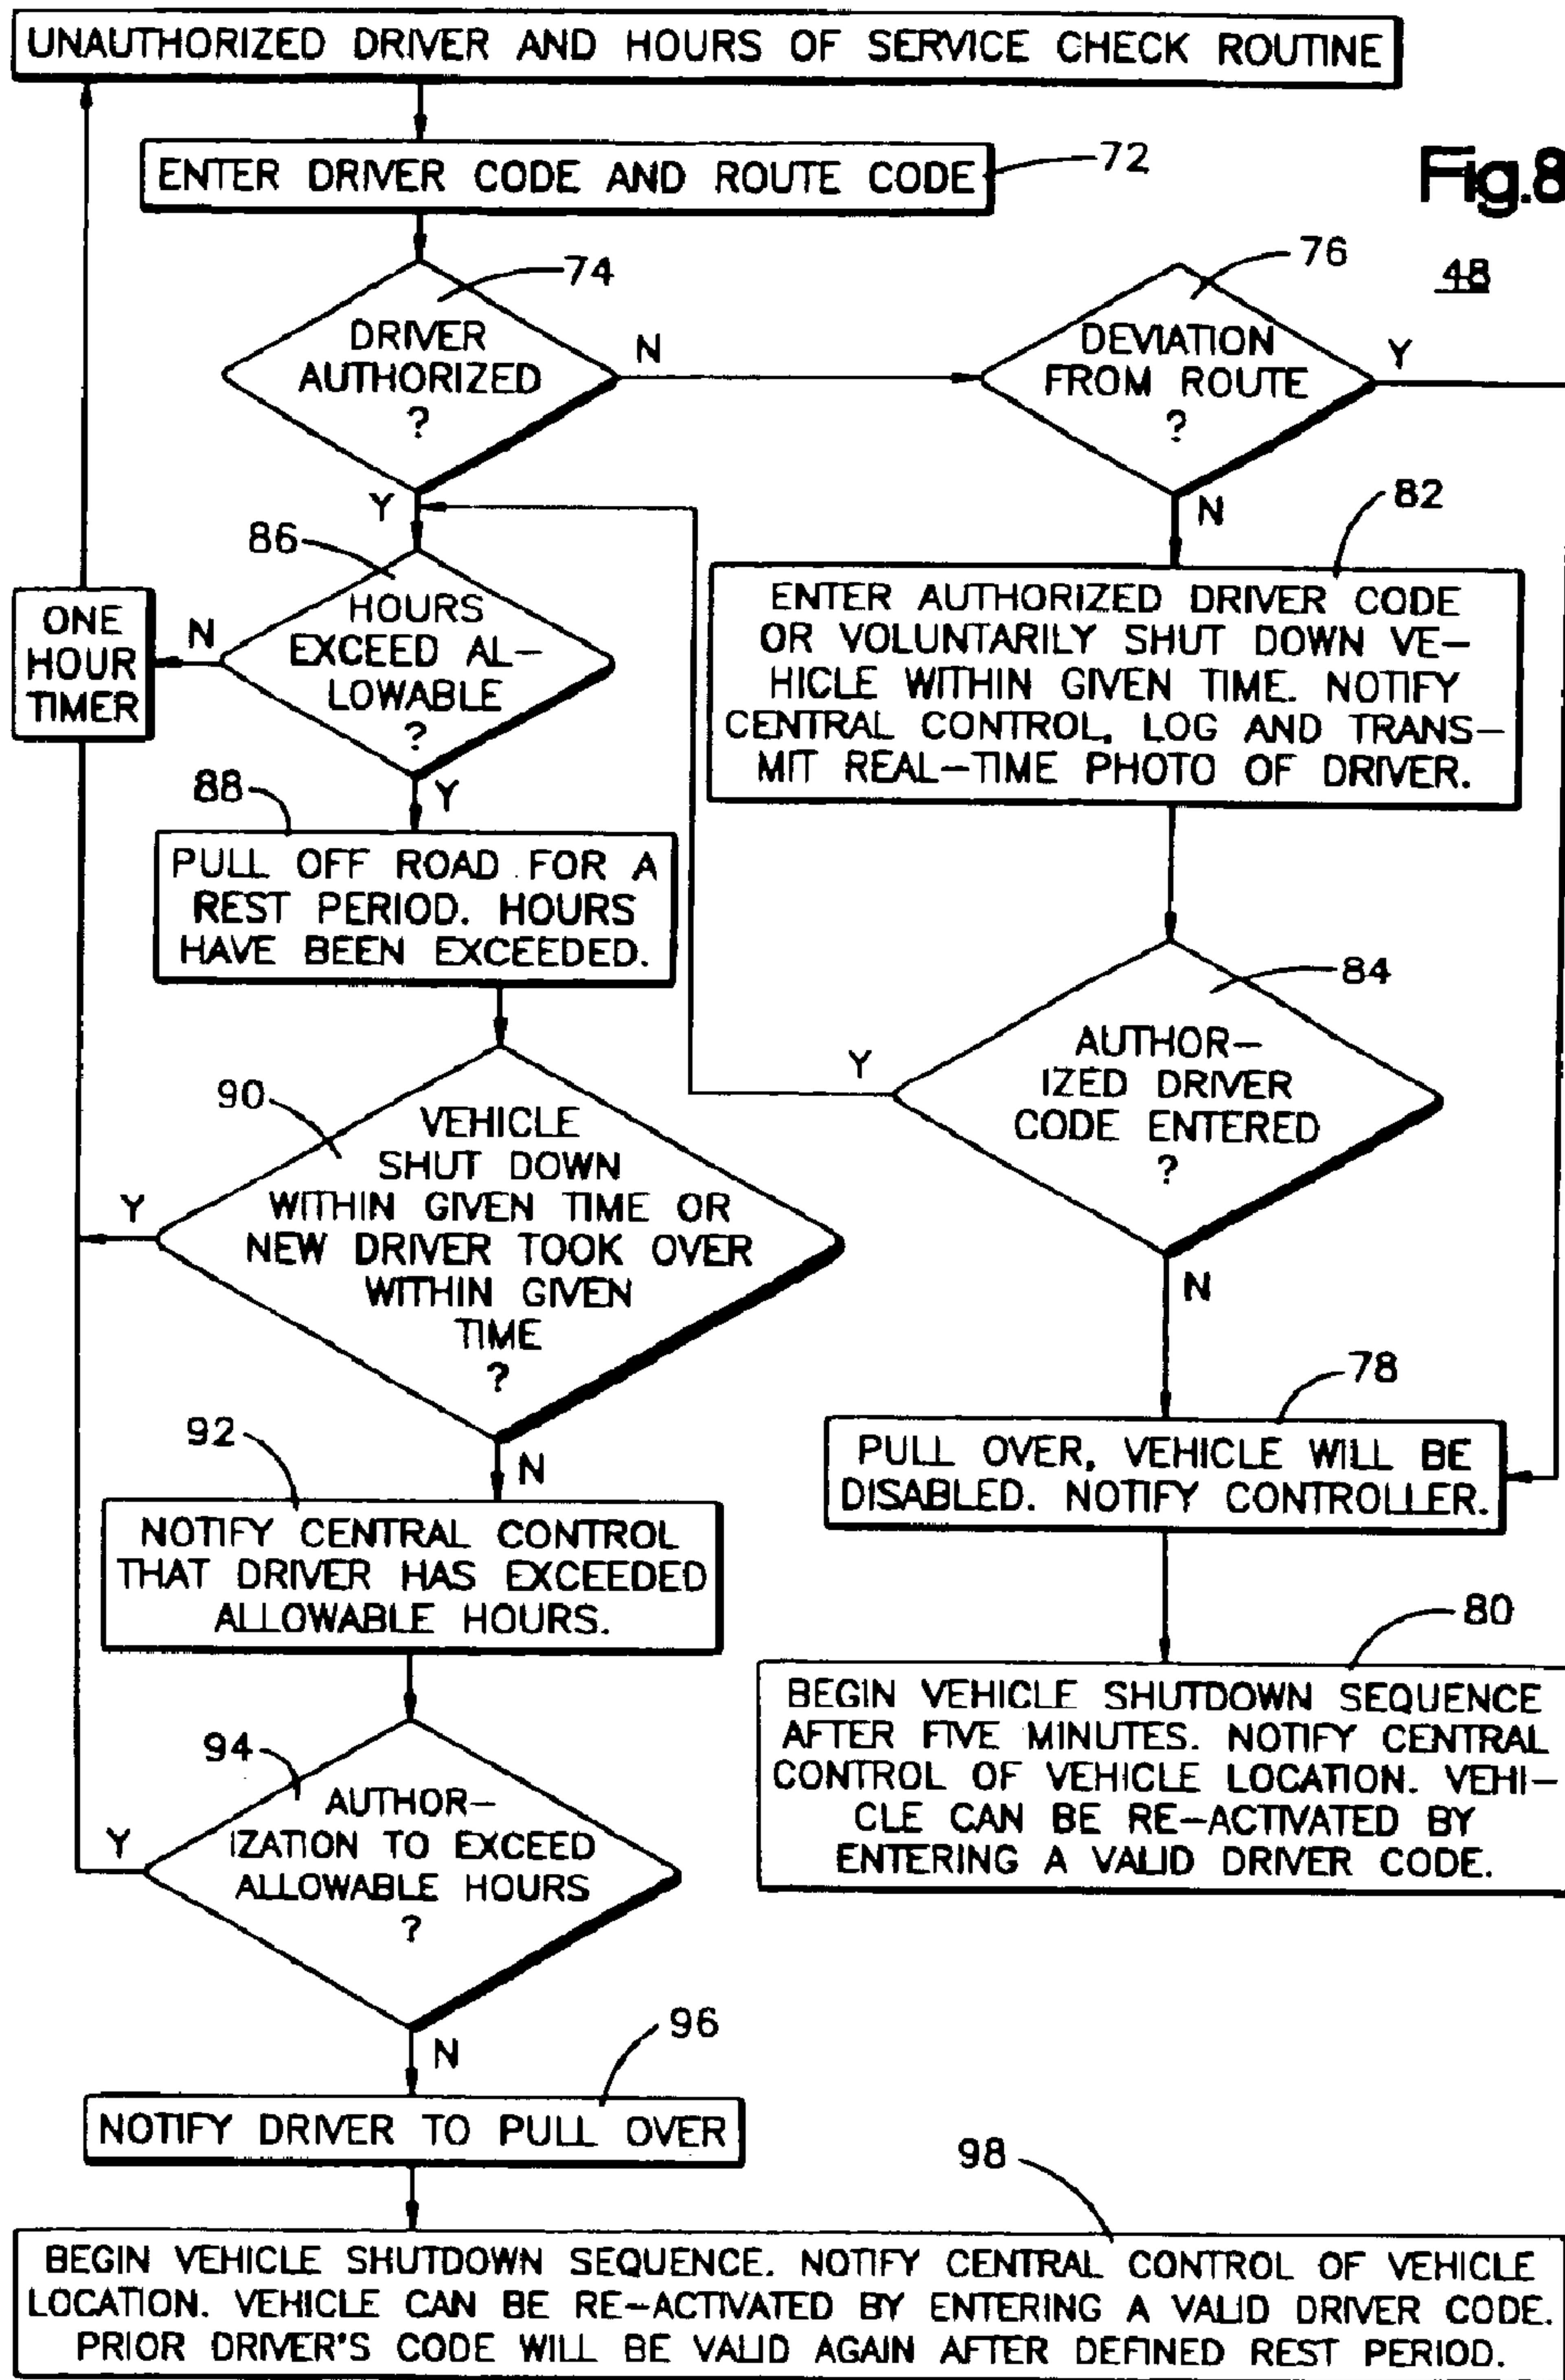 UNAUTHORIZED DRIVER AND HOURS OF SERVICE CHECK ROUTINE
ENTER DRIVER CODE AND ROUTE CODE
72
Fig.8
48
74
DRIVER
AUTHORIZED
?
N
76
DEVIATION
FROM ROUTE
?
Y
N
Y
86
HOURS
EXCEED AL-
LOWABLE
?
N
ONE
HOUR
TIMER
Y
82
ENTER AUTHORIZED DRIVER CODE
OR VOLUNTARILY SHUT DOWN VE-
HICLE WITHIN GIVEN TIME. NOTIFY
CENTRAL CONTROL, LOG AND TRANS-
MIT REAL-TIME PHOTO OF DRIVER.
88
PULL OFF ROAD FOR A
REST PERIOD. HOURS
HAVE BEEN EXCEEDED.
84
AUTHOR-
IZED DRIVER
CODE ENTERED
?
Y
N
90
VEHICLE
SHUT DOWN
WITHIN GIVEN TIME OR
NEW DRIVER TOOK OVER
WITHIN GIVEN
TIME
?
Y
N
78
PULL OVER, VEHICLE WILL BE
DISABLED. NOTIFY CONTROLLER.
92
NOTIFY CENTRAL CONTROL
THAT DRIVER HAS EXCEEDED
ALLOWABLE HOURS.
80
BEGIN VEHICLE SHUTDOWN SEQUENCE
AFTER FIVE MINUTES. NOTIFY CENTRAL
CONTROL OF VEHICLE LOCATION. VEHI-
CLE CAN BE RE-ACTIVATED BY
ENTERING A VALID DRIVER CODE.
94
AUTHOR-
IZATION TO EXCEED
ALLOWABLE HOURS
?
Y
N
96
NOTIFY DRIVER TO PULL OVER
98
BEGIN VEHICLE SHUTDOWN SEQUENCE. NOTIFY CENTRAL CONTROL OF VEHICLE
LOCATION. VEHICLE CAN BE RE-ACTIVATED BY ENTERING A VALID DRIVER CODE.
PRIOR DRIVER'S CODE WILL BE VALID AGAIN AFTER DEFINED REST PERIOD.